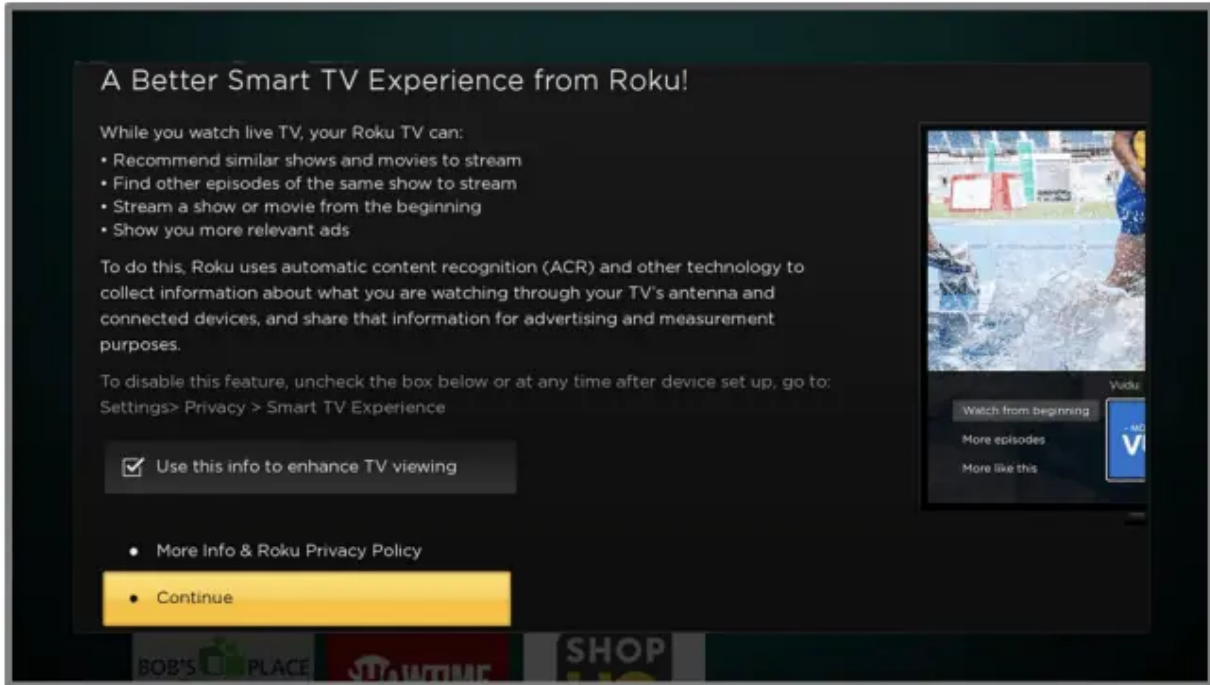 A Better Smart TV Experience from Roku!
While you watch live TV, your Roku TV can:
• Recommend similar shows and movies to stream
• Find other episodes of the same show to stream
• Stream a show or movie from the beginning
• Show you more relevant ads
To do this, Roku uses automatic content recognition (ACR) and other technology to
collect information about what you are watching through your TV's antenna and
connected devices, and share that information for advertising and measurement
purposes.
To disable this feature, uncheck the box below or at any time after device set up, go to:
Settings> Privacy > Smart TV Experience
Use this info to enhance TV viewing
• More Info & Roku Privacy Policy
• Continue
Vudu
Watch from beginning
More episodes
More like this
BOB'S PLACE
SHOWTIME
SHOP